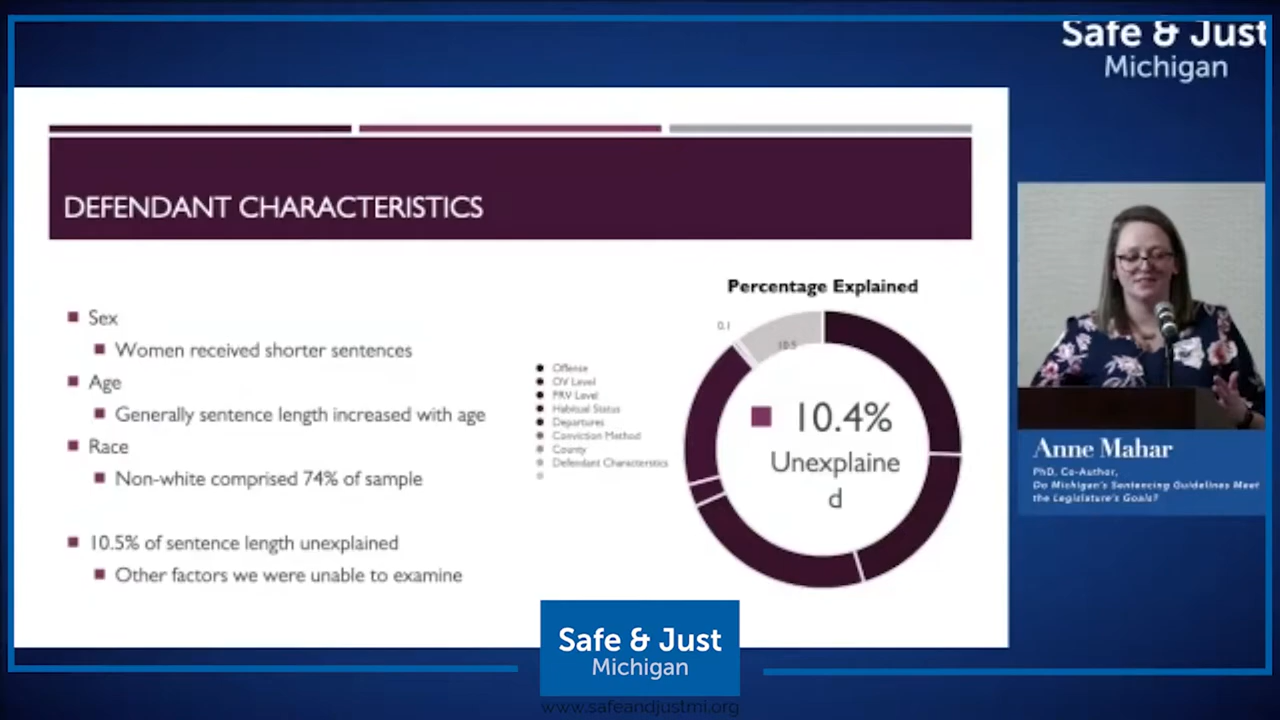 Safe & Just
Michigan
DEFENDANT CHARACTERISTICS
Sex
Women received shorter sentences
Age
Generally sentence length increased with age
Race
Non-white comprised 74% of sample
10.5% of sentence length unexplained
Other factors we were unable to examine
Offense
OV Level
PRV Level
Habitual Status
Departures
Conviction Method
County
Defendant Characteristics
Percentage Explained
0.1
10.5
10.4%
Unexplaine
d
Anne Mahar
PhD, Co-Author,
Do Michigan's Sentencing Guidelines Meet
the Legislature's Goals?
Safe & Just
Michigan
www.safeandjustmi.org